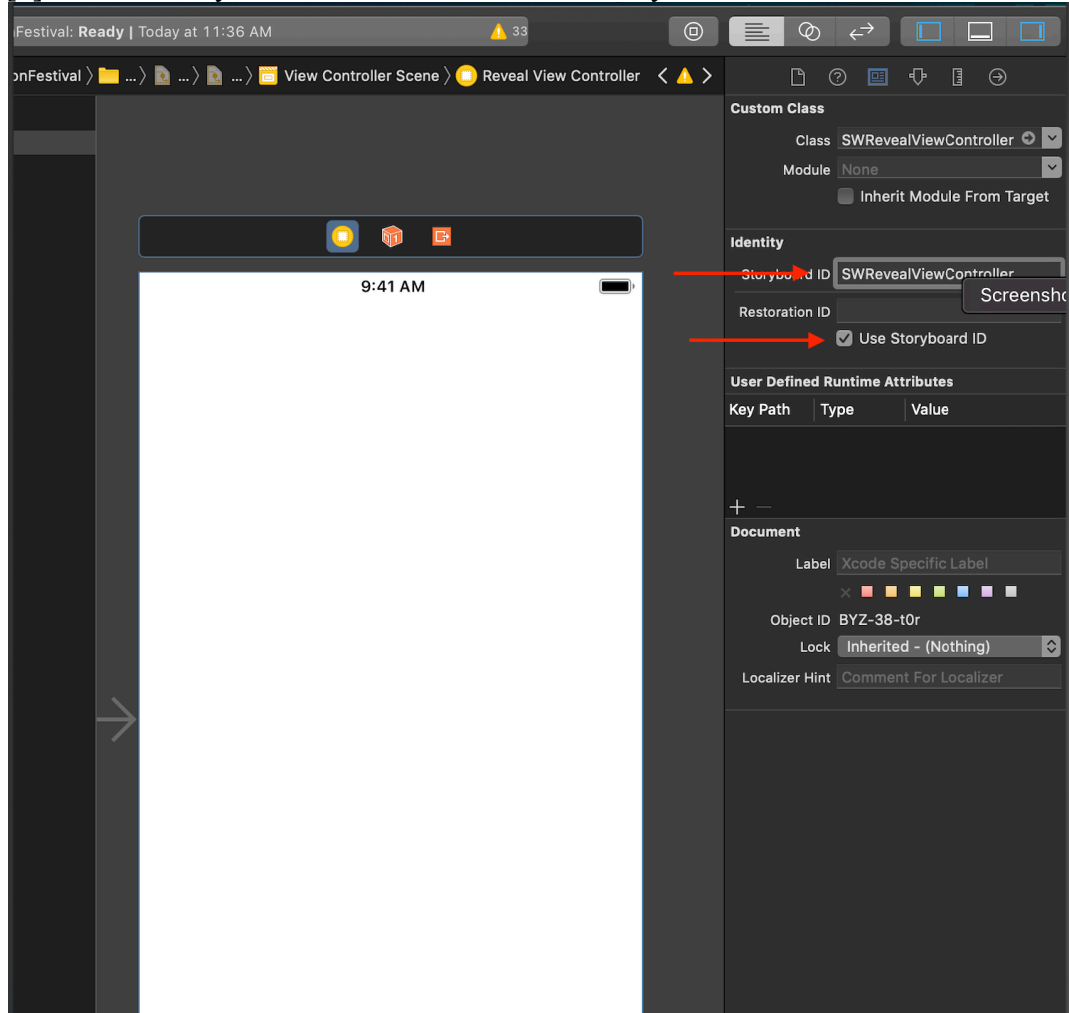 Festival: Ready | Today at 11:36 AM
33
onFestival
...
...
...
View Controller Scene
Reveal View Controller
Custom Class
Class SWRevealViewController
Module None
Inherit Module From Target
Identity
Storyboard ID SWRevealViewController
Restoration ID
Use Storyboard ID
User Defined Runtime Attributes
Key Path Type Value
Document
Label Xcode Specific Label
Object ID BYZ-38-t0r
Lock Inherited - (Nothing)
Localizer Hint Comment For Localizer
9:41 AM